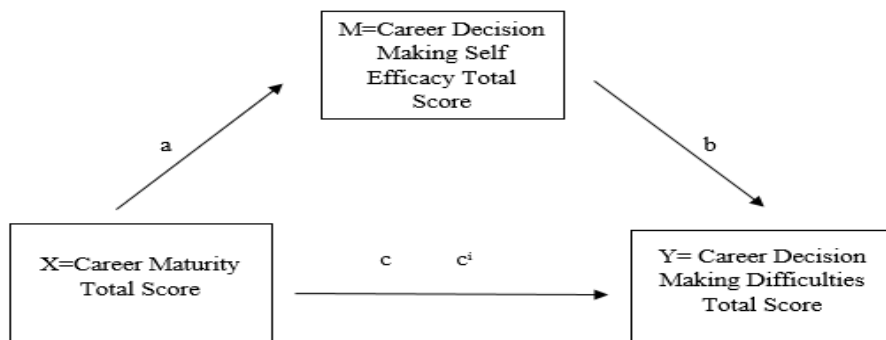 M=Career Decision
Making Self
Efficacy Total
Score
a
b
X=Career Maturity
Total Score
c cⁱ
Y= Career Decision
Making Difficulties
Total Score